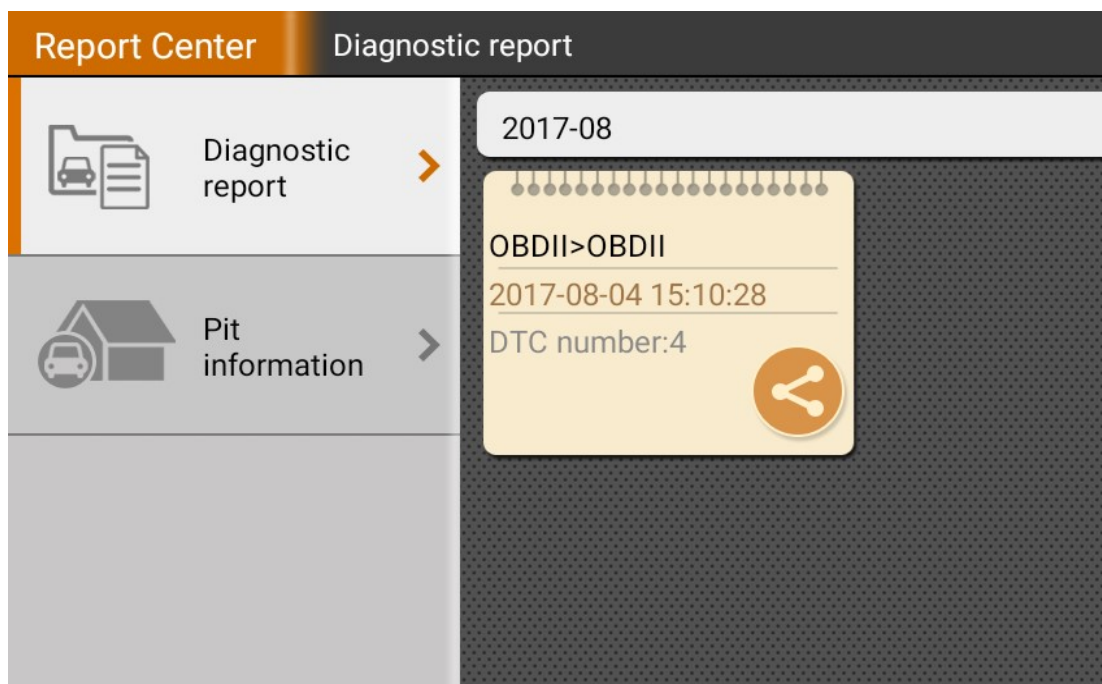 Report Center
Diagnostic report
Diagnostic
report
Pit
information
2017-08
OBDII>OBDII
2017-08-04 15:10:28
DTC number:4